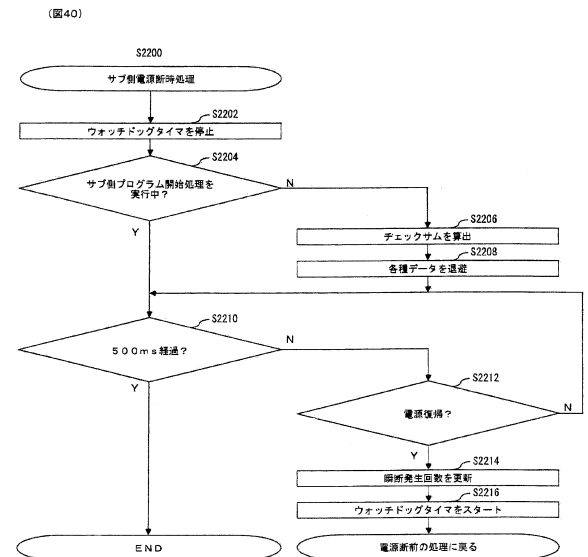 (図40)
S2200
サブ側電源断時処理
S2202
ウォッチドッグタイマを停止
S2204
サブ側プログラム開始処理を
実行中？
N
Y
S2206
チェックサムを算出
S2208
各種データを退避
S2210
５００ｍｓ経過？
N
Y
S2212
電源復帰？
N
Y
S2214
瞬断発生回数を更新
S2216
ウォッチドッグタイマをスタート
ＥＮＤ
電源断前の処理に戻る